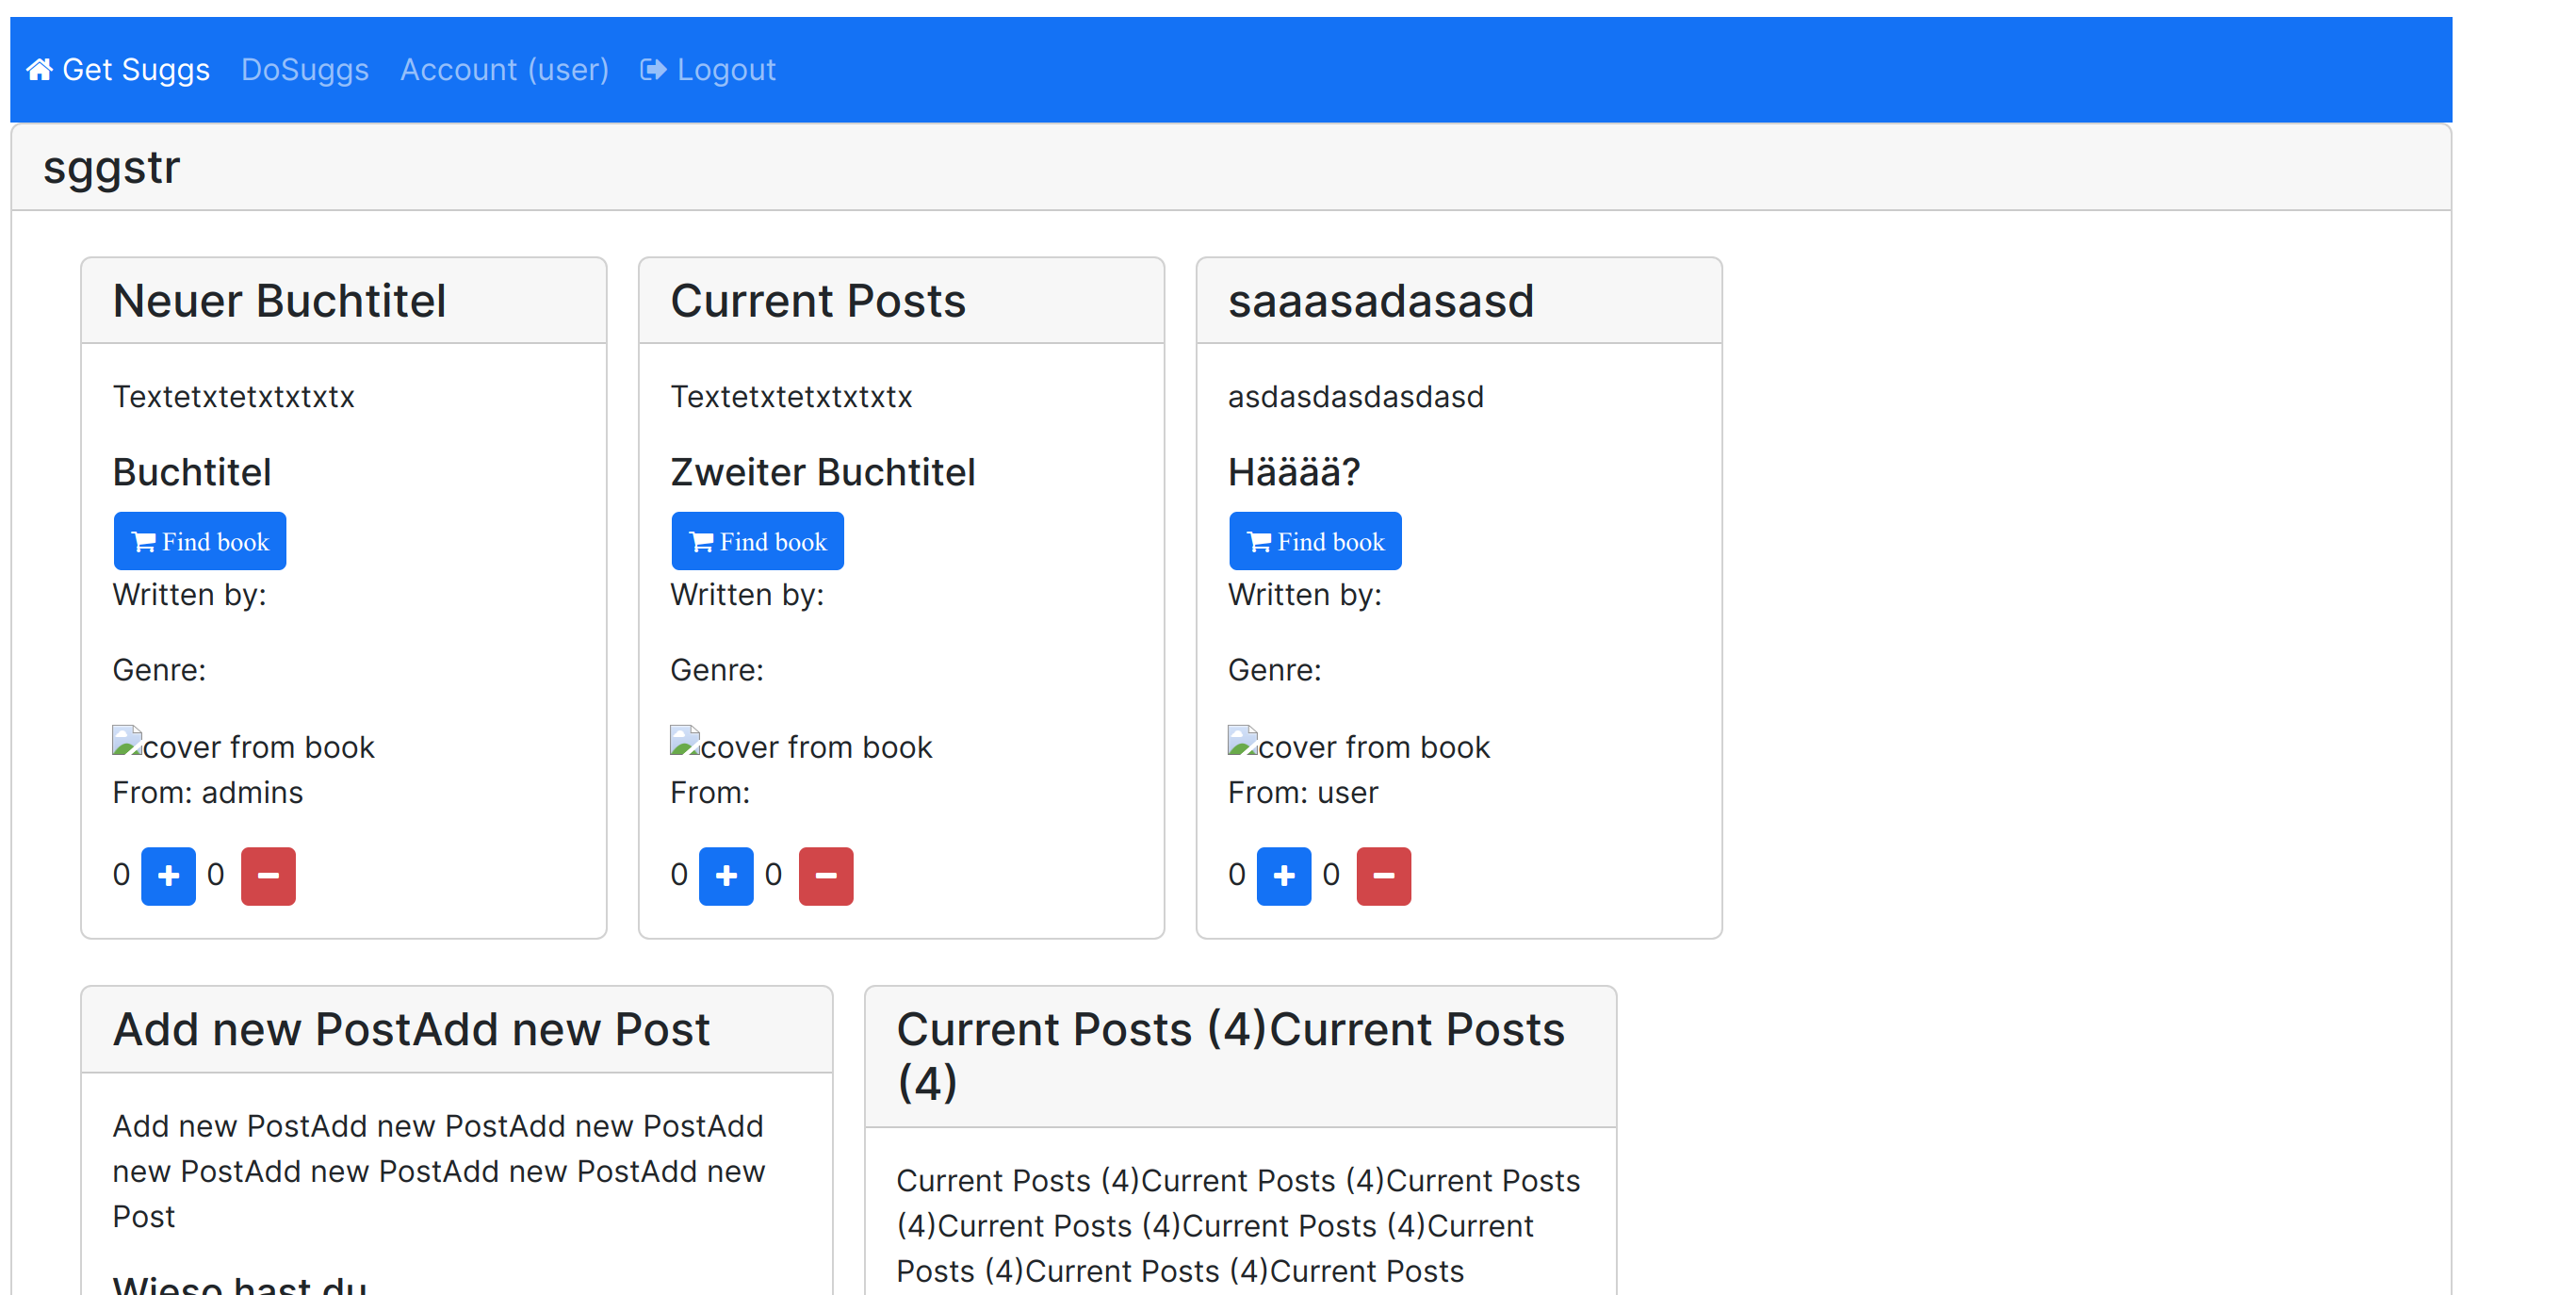 Get Suggs DoSuggs Account (user) Logout
sggstr
Neuer Buchtitel
Textetxtetxtxtxtx
Buchtitel
Find book
Written by:
Genre:
cover from book
From: admins
0 + 0 −
Current Posts
Textetxtetxtxtxtx
Zweiter Buchtitel
Find book
Written by:
Genre:
cover from book
From:
0 + 0 −
saaasadasasd
asdasdasdasdasd
Hääää?
Find book
Written by:
Genre:
cover from book
From: user
0 + 0 −
Add new PostAdd new Post
Add new PostAdd new PostAdd new PostAdd
new PostAdd new PostAdd new PostAdd new
Post
Wieso hast du
Current Posts (4)Current Posts
(4)
Current Posts (4)Current Posts (4)Current Posts
(4)Current Posts (4)Current Posts (4)Current
Posts (4)Current Posts (4)Current Posts